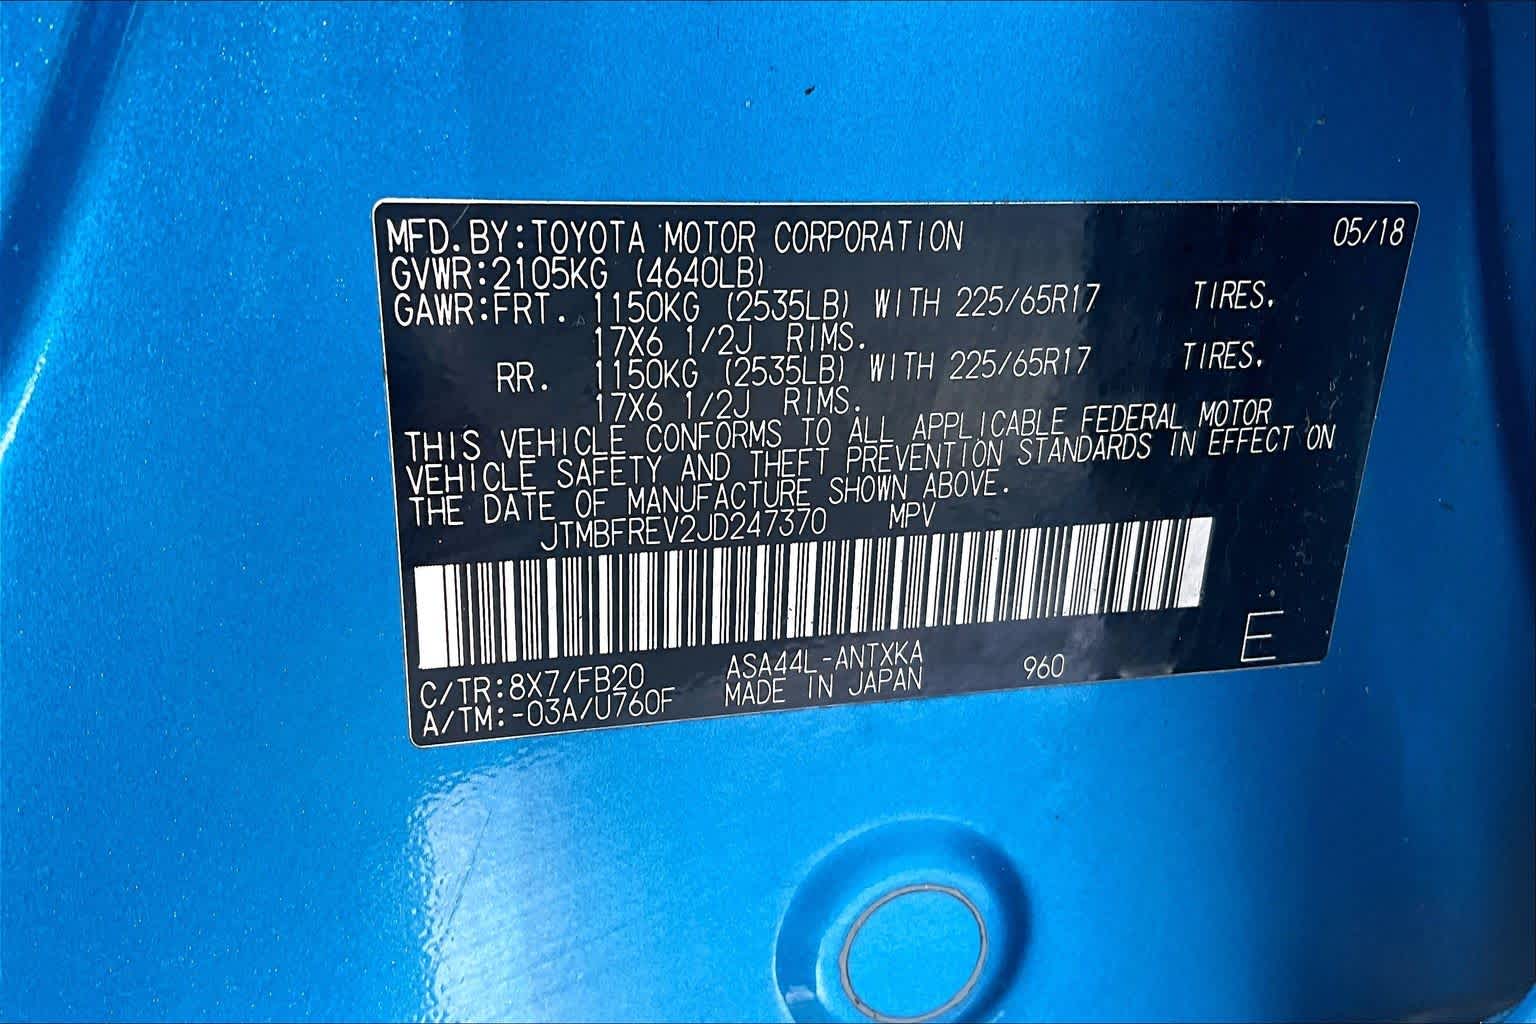 MFD.BY:TOYOTA MOTOR CORPORATION 05/18
GVWR:2105KG (4640LB)
GAWR:FRT. 1150KG (2535LB) WITH 225/65R17 TIRES.
17X6 1/2J RIMS.
RR. 1150KG (2535LB) WITH 225/65R17 TIRES.
17X6 1/2J RIMS.
THIS VEHICLE CONFORMS TO ALL APPLICABLE FEDERAL MOTOR
VEHICLE SAFETY AND THEFT PREVENTION STANDARDS IN EFFECT ON
THE DATE OF MANUFACTURE SHOWN ABOVE.
JTMBFREV2JD247370 MPV
C/TR:8X7/FB20 ASA44L-ANTXKA 960 E
A/TM:-03A/U760F MADE IN JAPAN